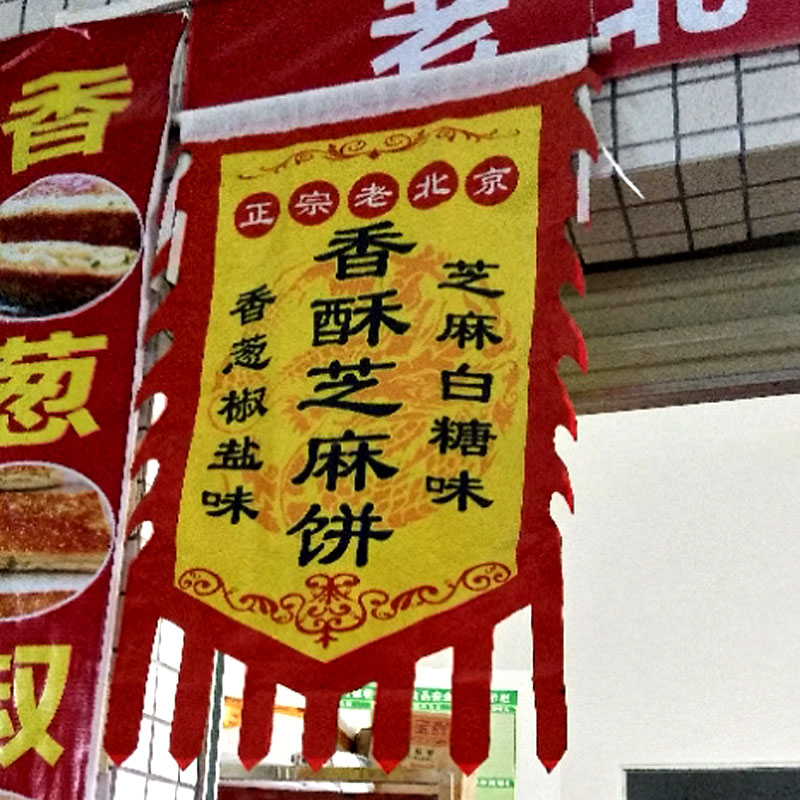 老北
正宗老北京
芝麻白糖味
香酥芝麻饼
香葱椒盐味
香
葱
椒